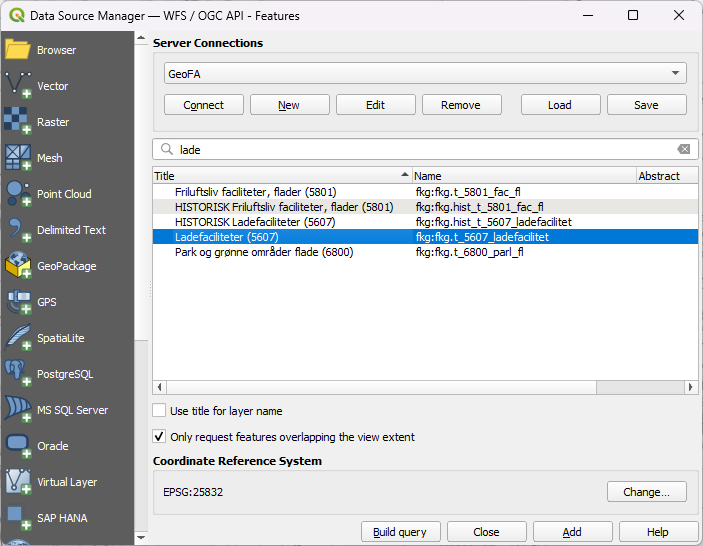 Data Source Manager — WFS / OGC API - Features
Browser
Vector
Raster
Mesh
Point Cloud
Delimited Text
GeoPackage
GPS
SpatiaLite
PostgreSQL
MS SQL Server
Oracle
Virtual Layer
SAP HANA
Server Connections
GeoFA
Connect New Edit Remove Load Save
lade
Title Name Abstract
Friluftsliv faciliteter, flader (5801) fkg:fkg.t_5801_fac_fl
HISTORISK Friluftsliv faciliteter, flader (5801) fkg:fkg.hist_t_5801_fac_fl
HISTORISK Ladefaciliteter (5607) fkg:fkg.hist_t_5607_ladefacilitet
Ladefaciliteter (5607) fkg:fkg.t_5607_ladefacilitet
Park og grønne områder flade (6800) fkg:fkg.t_6800_parl_fl
Use title for layer name
Only request features overlapping the view extent
Coordinate Reference System
EPSG:25832 Change...
Build query Close Add Help